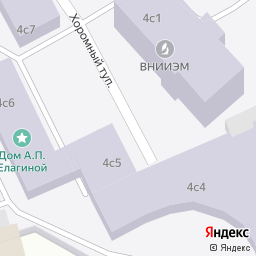 4с7
Хоромный туп.
4с1
ВНИИЭМ
4с6
Дом А.П.
Елагиной
4с5
4с4
Яндекс
© Яндекс